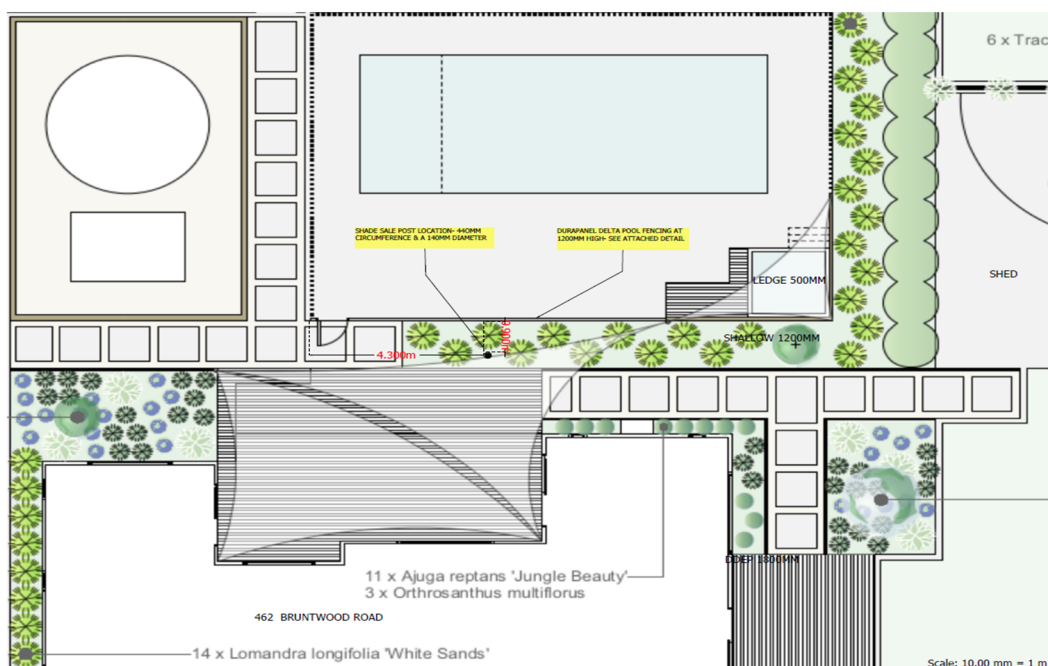 6 x Trac
SHADE SALE POST LOCATION- 440MM
CIRCUMFERENCE & A 140MM DIAMETER
DURAPANEL DELTA POOL FENCING AT
1200MM HIGH- SEE ATTACHED DETAIL
LEDGE 500MM
SHED
SHALLOW 1200MM
4.300m
DDEP 1800MM
11 x Ajuga reptans 'Jungle Beauty'
3 x Orthrosanthus multiflorus
462 BRUNTWOOD ROAD
14 x Lomandra longifolia 'White Sands'
Scale: 10.00 mm = 1 m